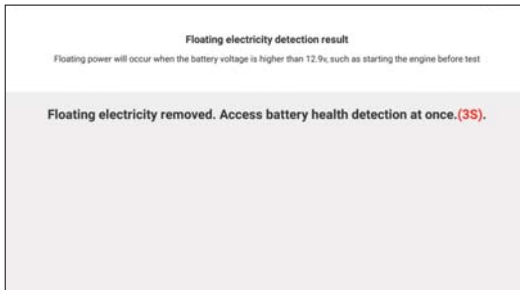 Floating electricity detection result
Floating power will occur when the battery voltage is higher than 12.9v, such as starting the engine before test
Floating electricity removed. Access battery health detection at once.(3S).